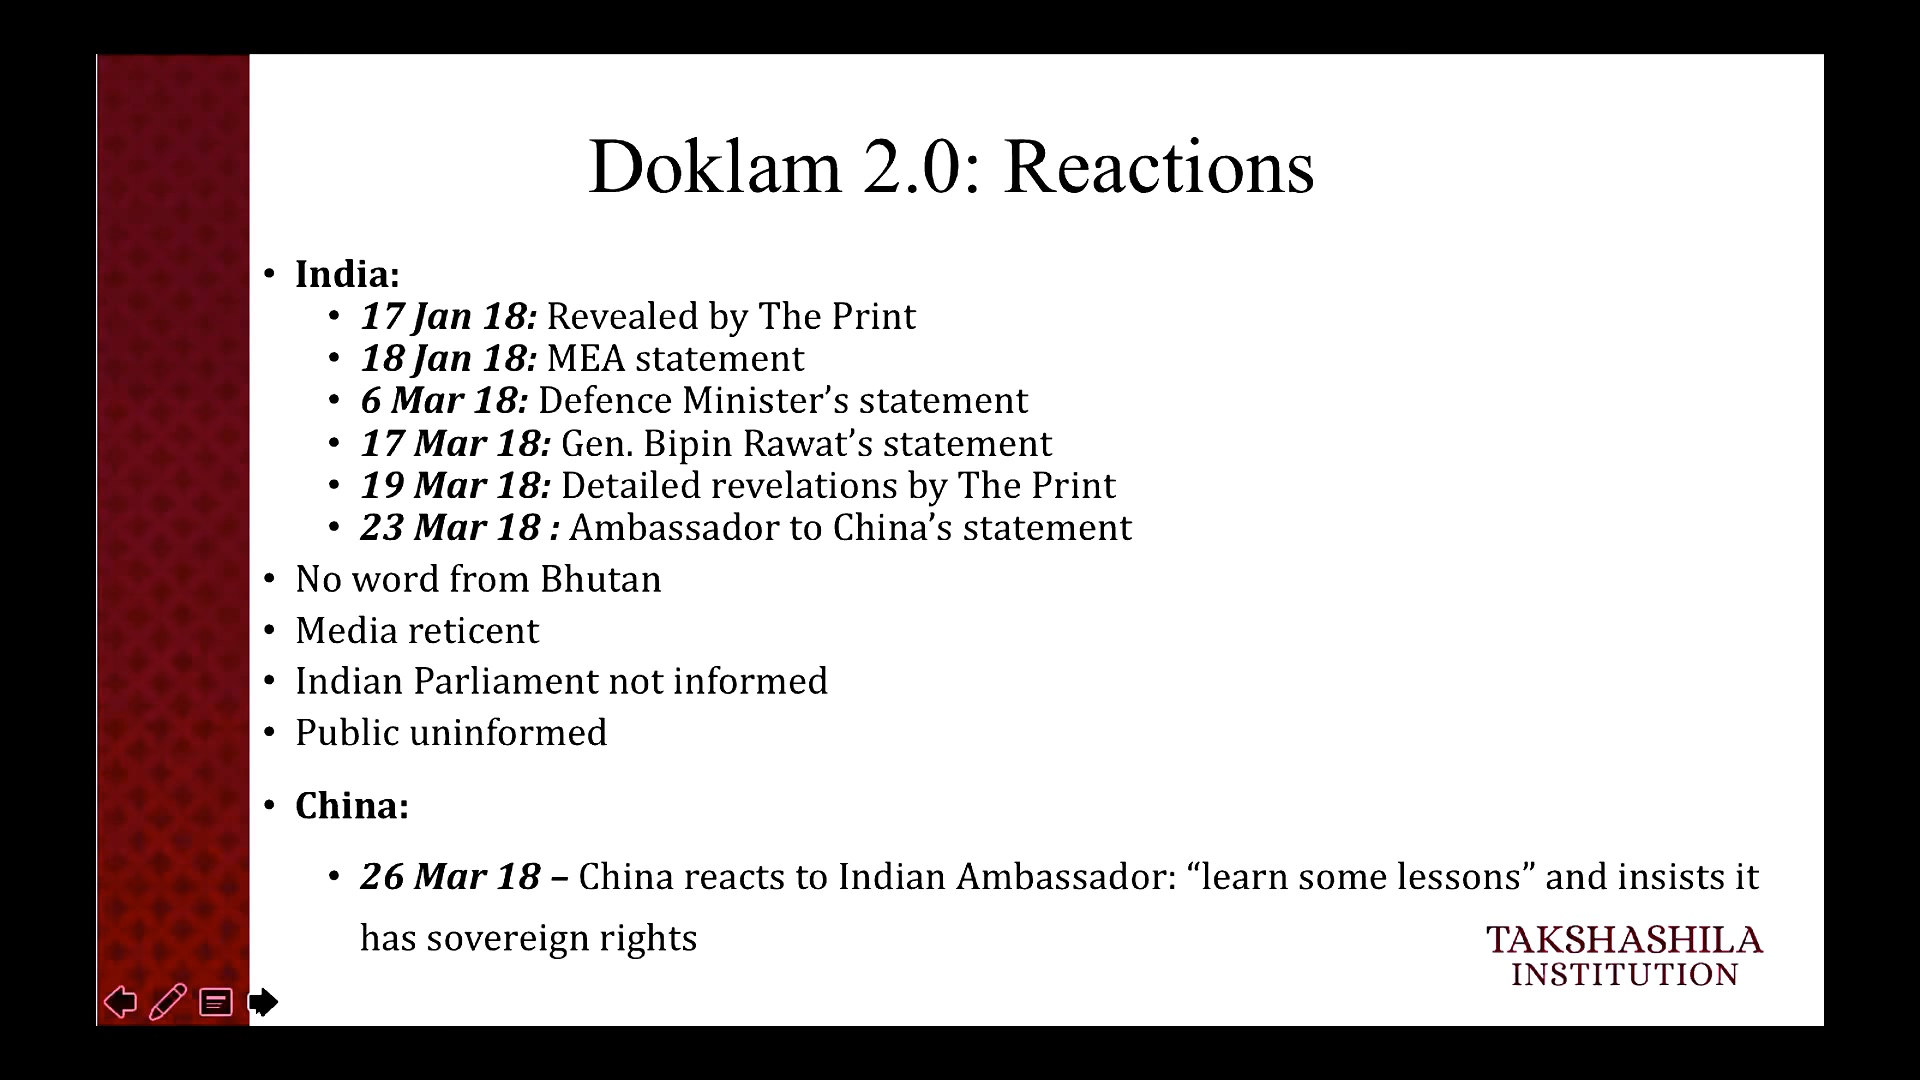 Doklam 2.0: Reactions
• India:
• 17 Jan 18: Revealed by The Print
• 18 Jan 18: MEA statement
• 6 Mar 18: Defence Minister’s statement
• 17 Mar 18: Gen. Bipin Rawat’s statement
• 19 Mar 18: Detailed revelations by The Print
• 23 Mar 18 : Ambassador to China’s statement
• No word from Bhutan
• Media reticent
• Indian Parliament not informed
• Public uninformed
• China:
• 26 Mar 18 – China reacts to Indian Ambassador: “learn some lessons” and insists it
has sovereign rights
TAKSHASHILA
INSTITUTION